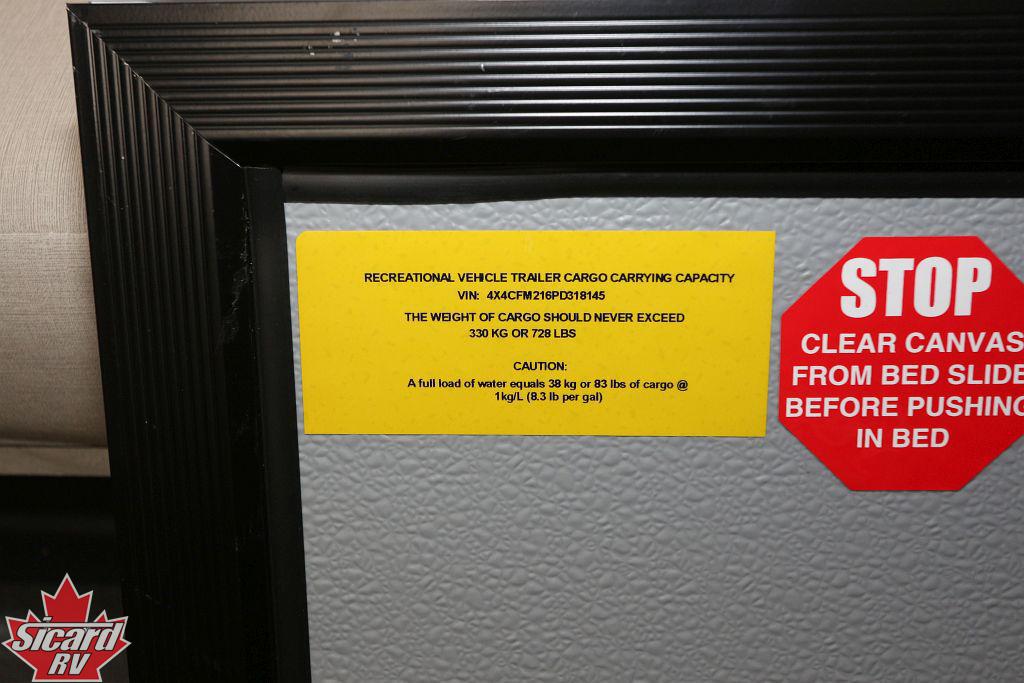 RECREATIONAL VEHICLE TRAILER CARGO CARRYING CAPACITY
VIN: 4X4CFM216PD318145
THE WEIGHT OF CARGO SHOULD NEVER EXCEED
330 KG OR 728 LBS
CAUTION:
A full load of water equals 38 kg or 83 lbs of cargo @
1kg/L (8.3 lb per gal)
STOP
CLEAR CANVAS
FROM BED SLIDE
BEFORE PUSHING
IN BED
Sicard
RV